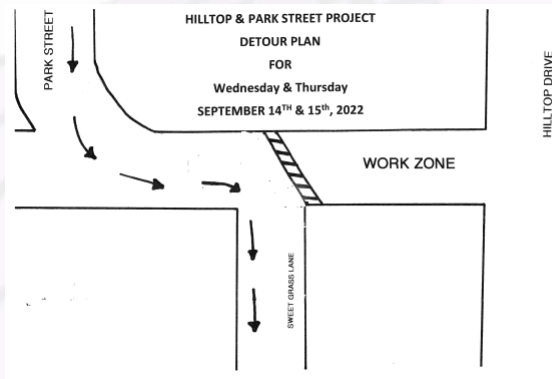 HILLTOP & PARK STREET PROJECT
DETOUR PLAN
FOR
Wednesday & Thursday
SEPTEMBER 14TH & 15th, 2022
PARK STREET
HILLTOP DRIVE
WORK ZONE
SWEET GRASS LANE